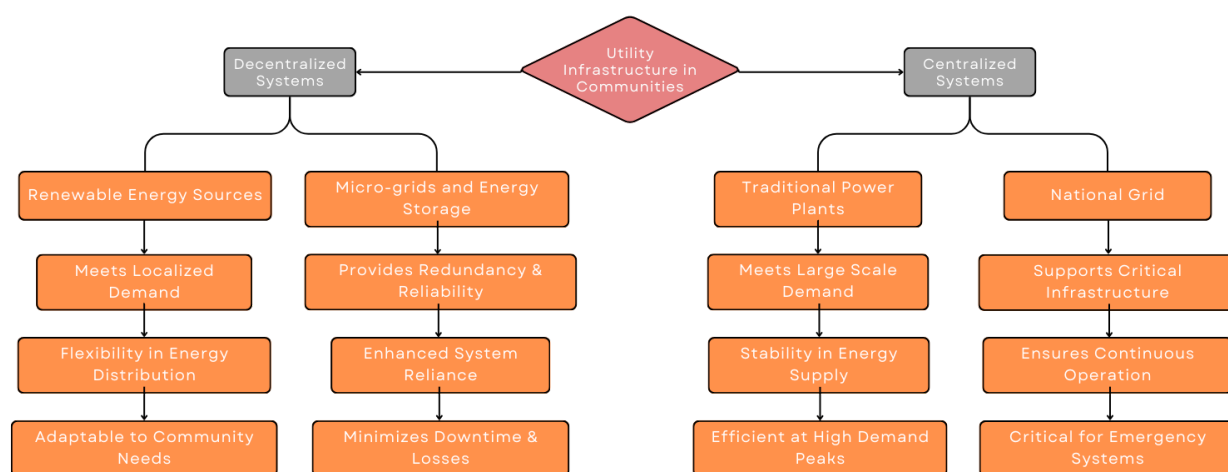 Utility
Infrastructure in
Communities
Decentralized
Systems
Centralized
Systems
Renewable Energy Sources
Micro-grids and Energy
Storage
Traditional Power
Plants
National Grid
Meets Localized
Demand
Provides Redundancy &
Reliability
Meets Large Scale
Demand
Supports Critical
Infrastructure
Flexibility in Energy
Distribution
Enhanced System
Reliance
Stability in Energy
Supply
Ensures Continuous
Operation
Adaptable to Community
Needs
Minimizes Downtime &
Losses
Efficient at High Demand
Peaks
Critical for Emergency
Systems